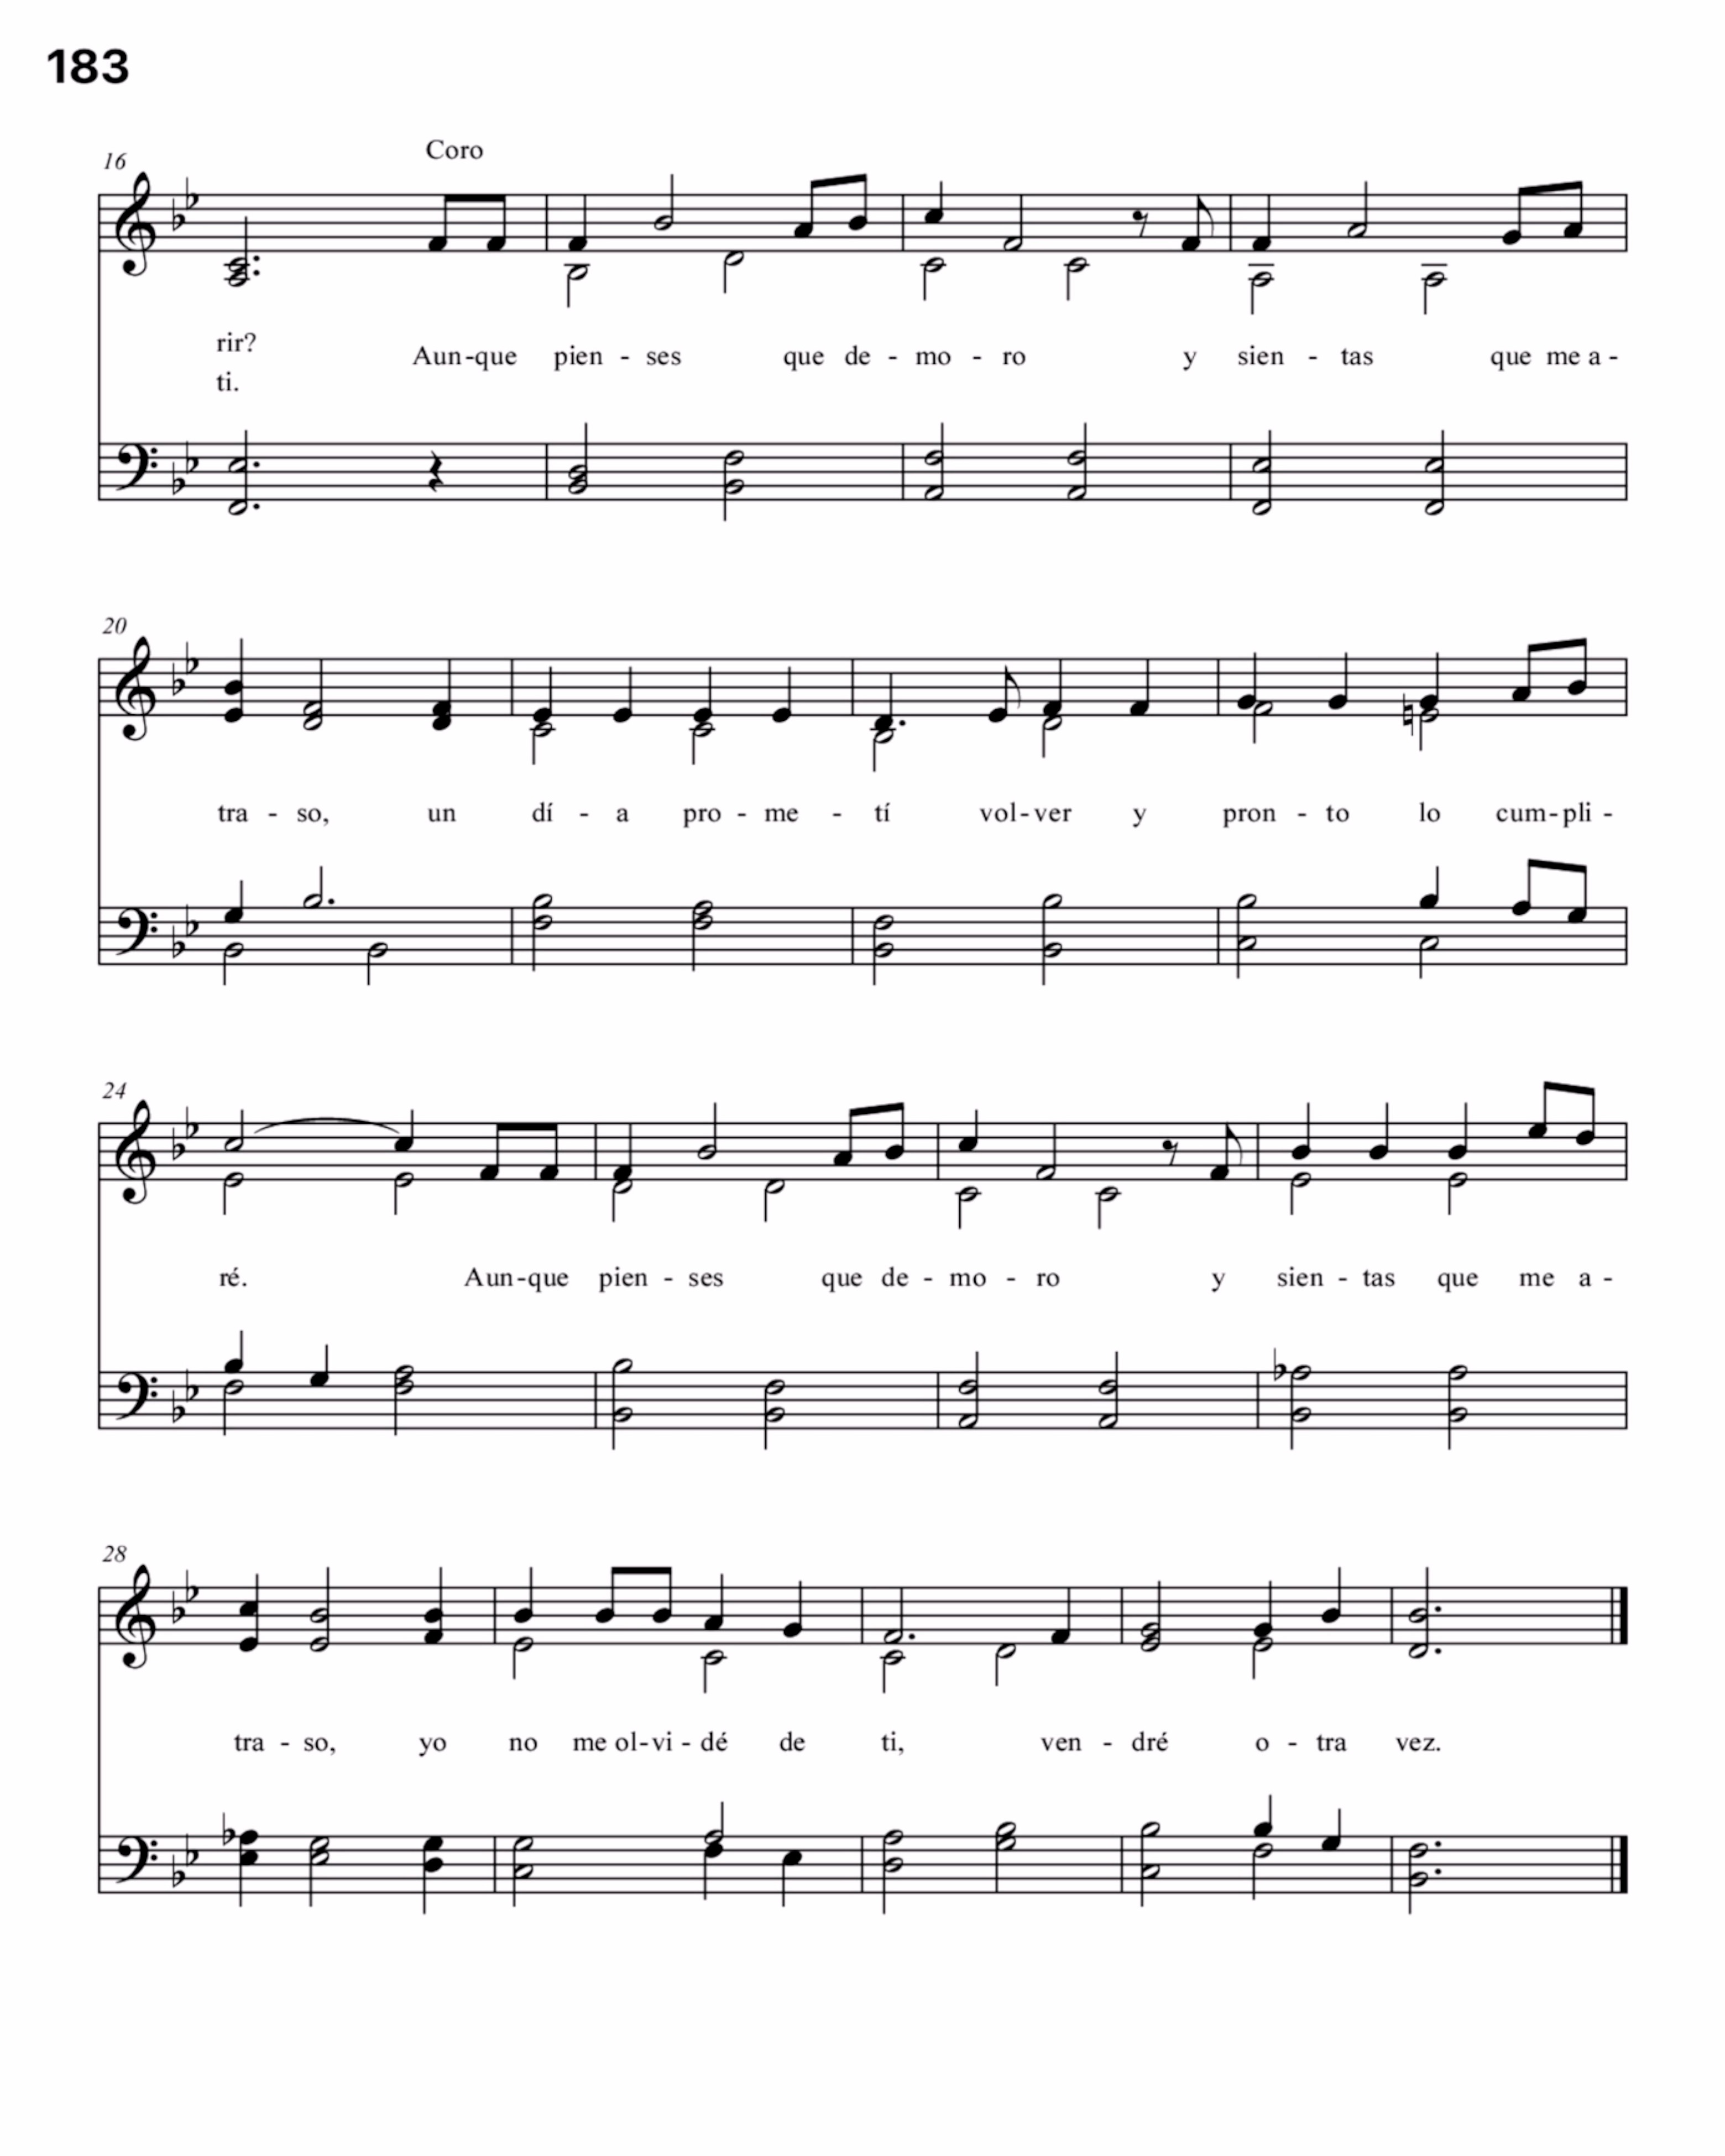 183
Coro
16
rir? Aun-que pien - ses que de - mo - ro y sien - tas que me a -
ti.
20
tra - so, un dí - a pro - me - tí vol-ver y pron - to lo cum-pli -
24
ré. Aun-que pien - ses que de - mo - ro y sien - tas que me a -
28
tra - so, yo no me ol-vi - dé de ti, ven - dré o - tra vez.